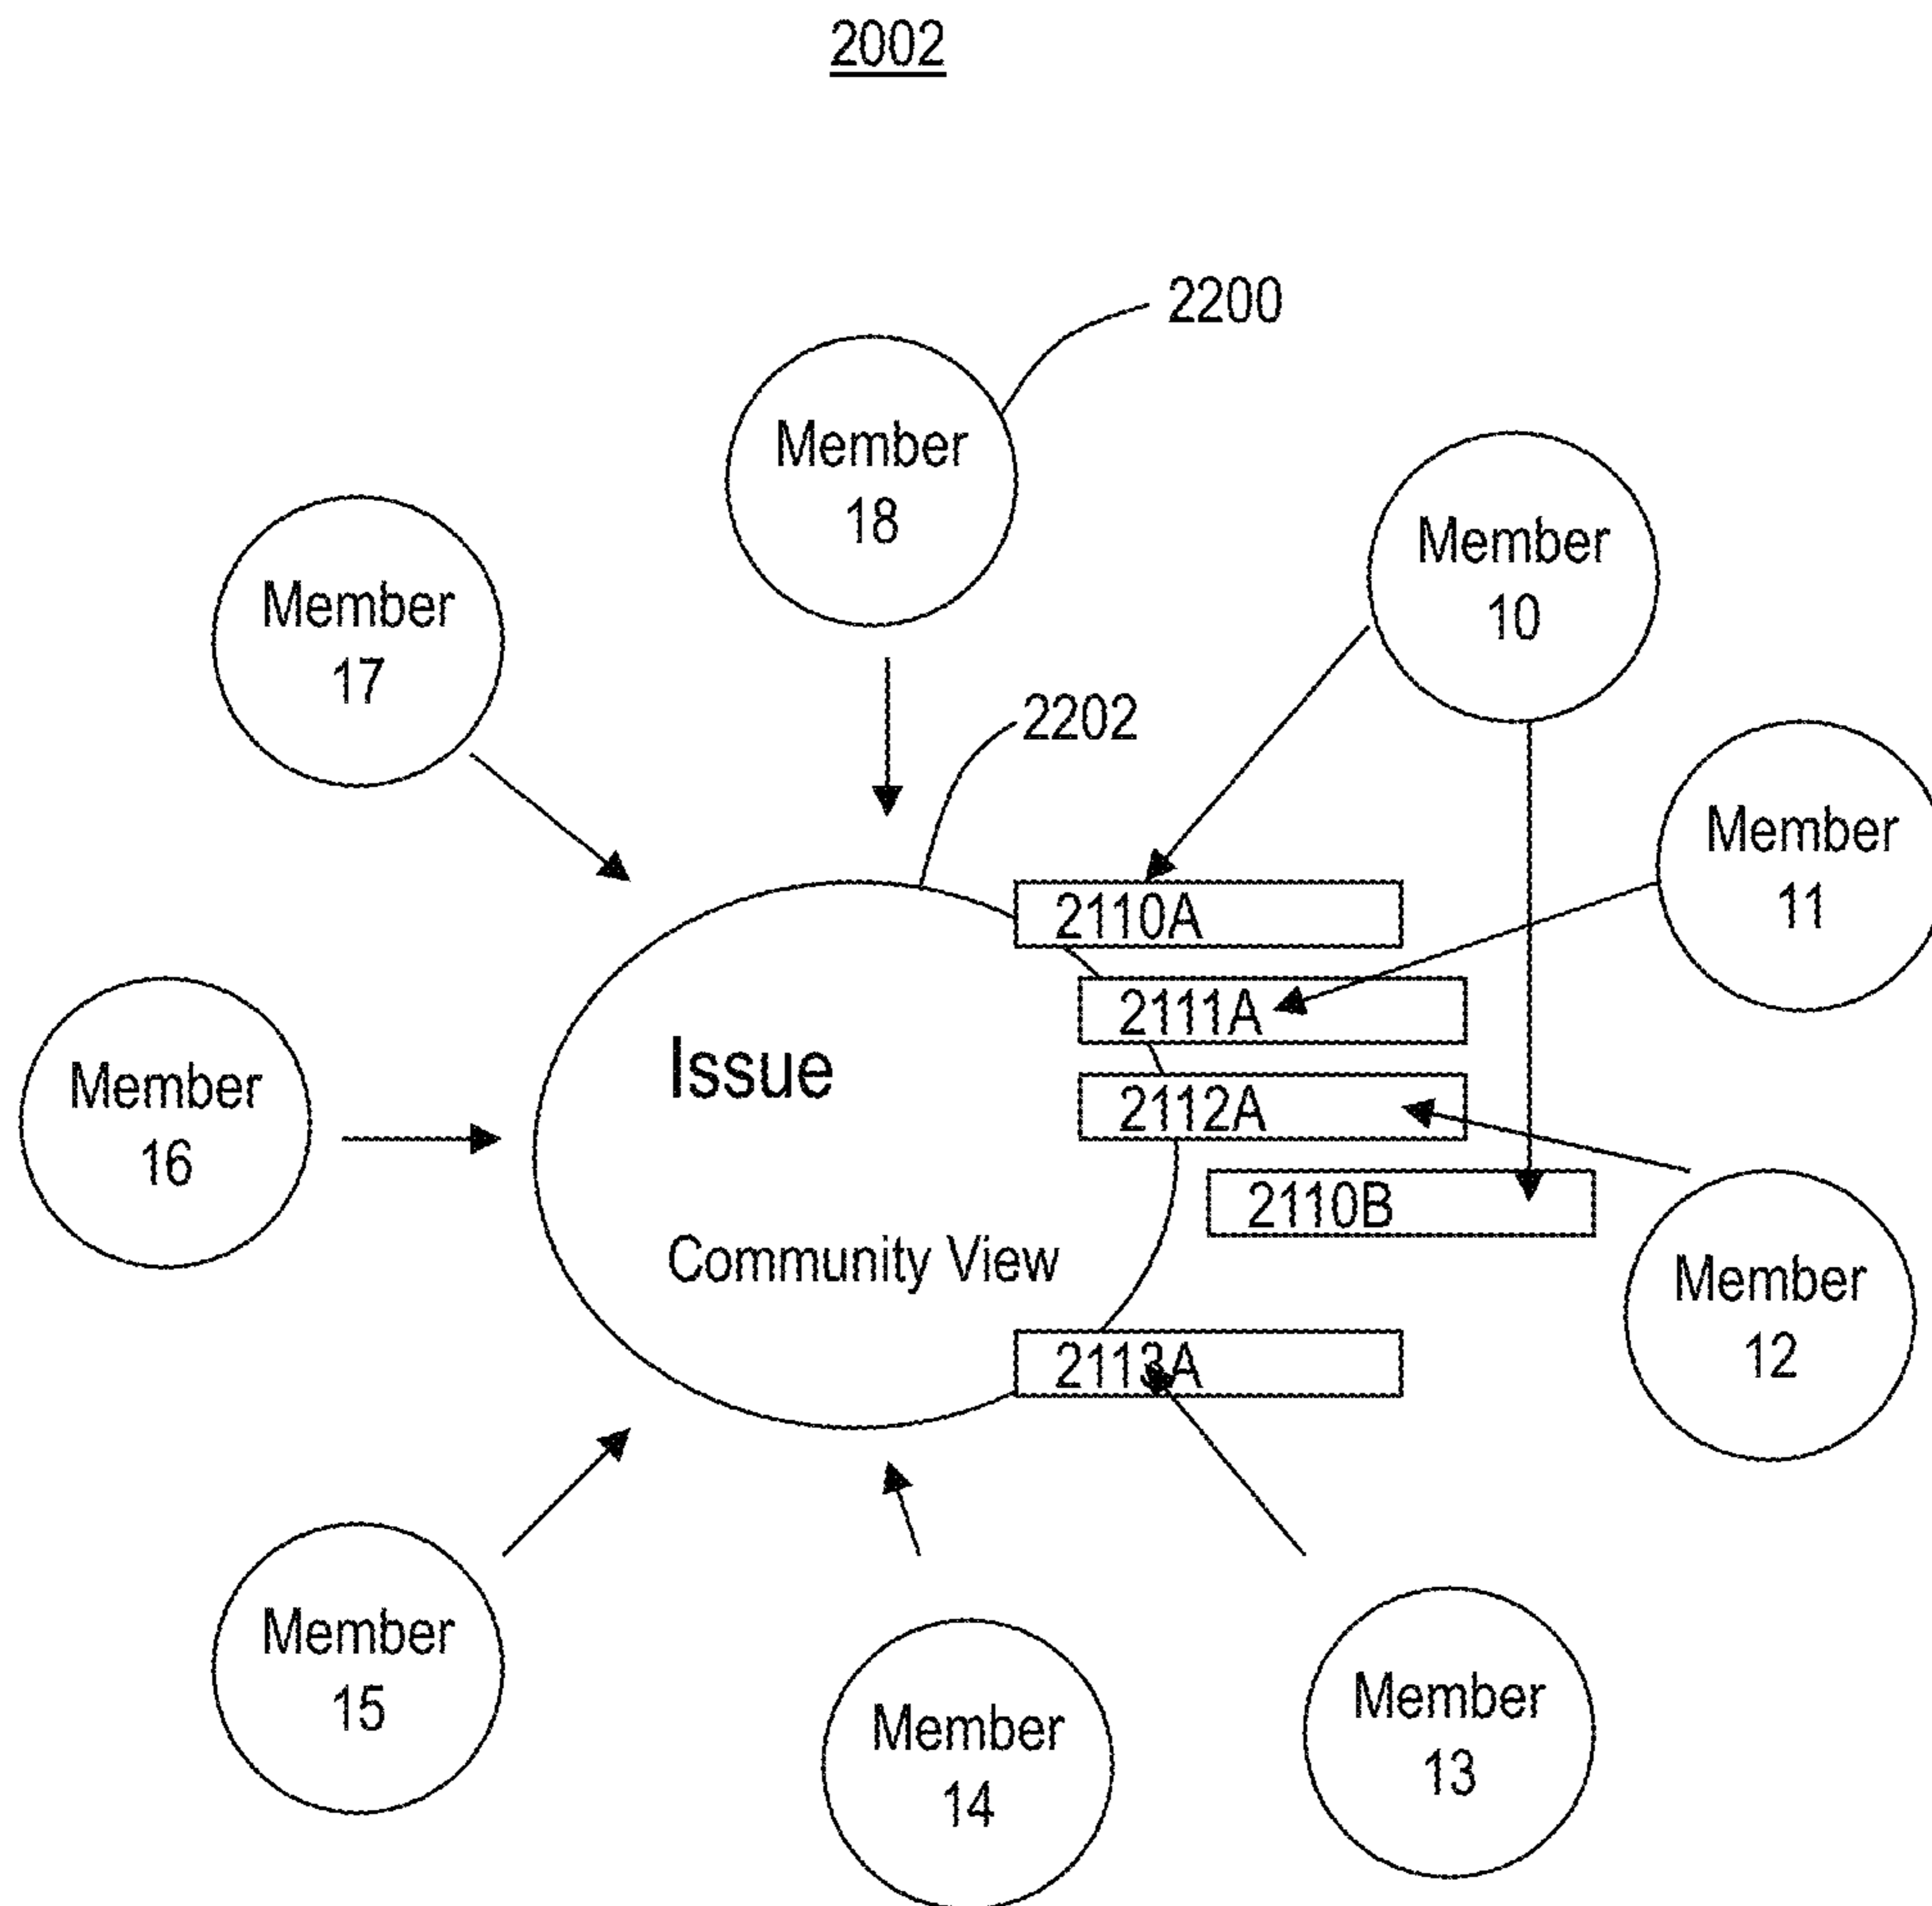 2002
2200
Member
18
Member
10
Member
17
2202
Member
11
2110A
2111A
Issue
2112A
Member
16
2110B
Community View
Member
12
2113A
Member
15
Member
14
Member
13